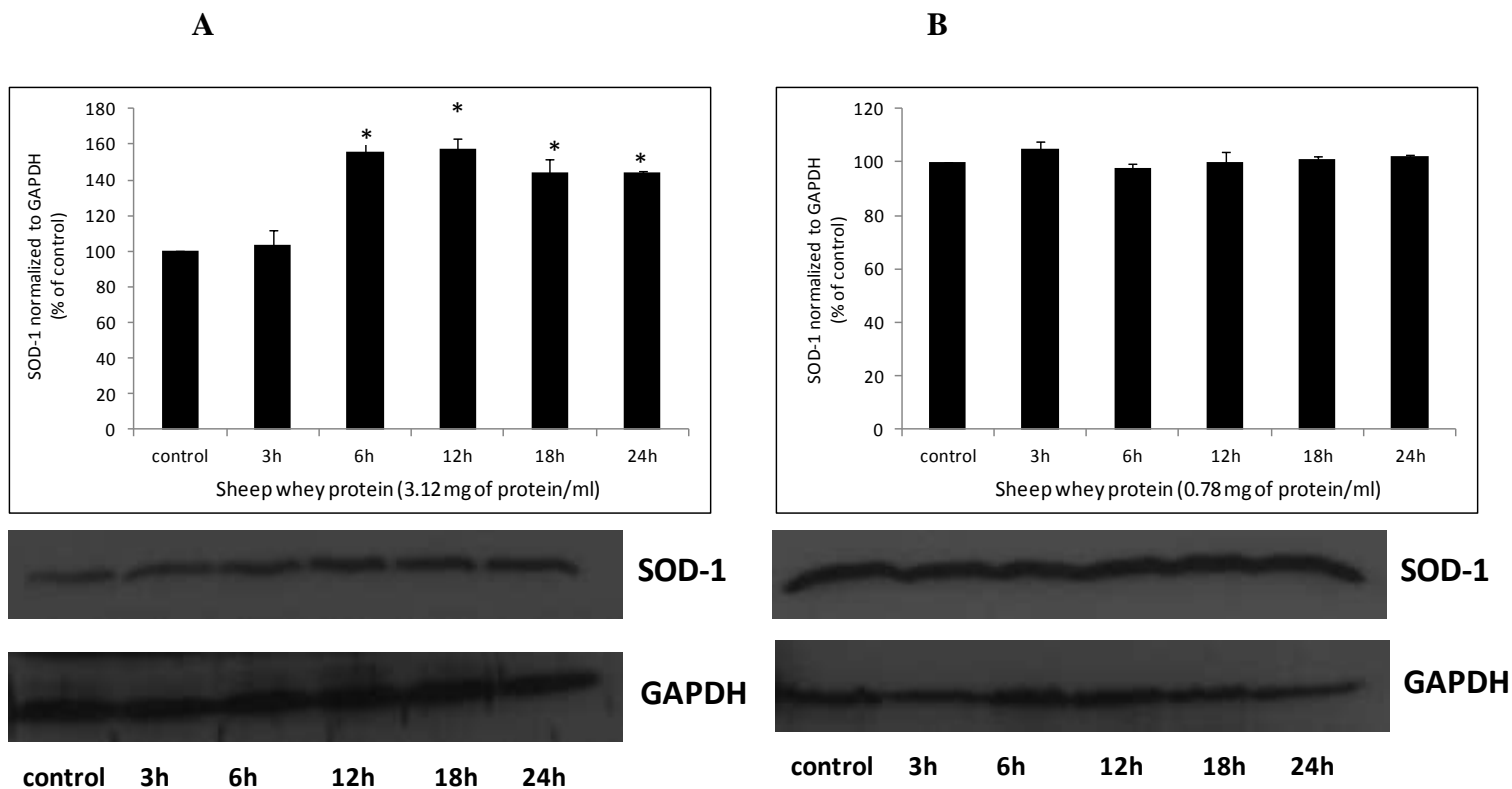 A
180
160
140
120
100
80
60
40
20
0
SOD-1 normalized to GAPDH
(% of control)
* * * *
control 3h 6h 12h 18h 24h
Sheep whey protein (3.12 mg of protein/ml)
SOD-1
GAPDH
control 3h 6h 12h 18h 24h
B
120
100
80
60
40
20
0
SOD-1 normalized to GAPDH
(% of control)
control 3h 6h 12h 18h 24h
Sheep whey protein (0.78 mg of protein/ml)
SOD-1
GAPDH
control 3h 6h 12h 18h 24h